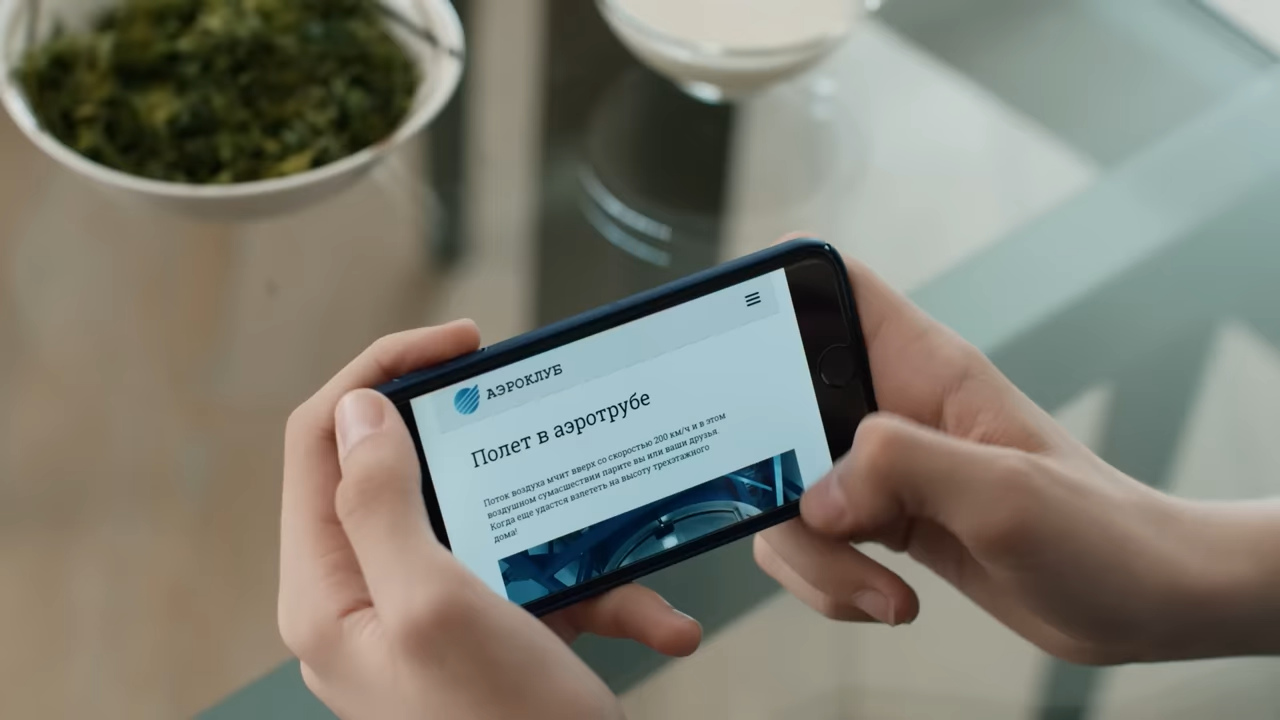 АЭРОКЛУБ
Полет в аэротрубе
Поток воздуха мчит вверх со скоростью 200 км/ч и в этом
воздушном сумасшествии парите вы или ваши друзья.
Когда еще удастся взлететь на высоту трехэтажного
дома!